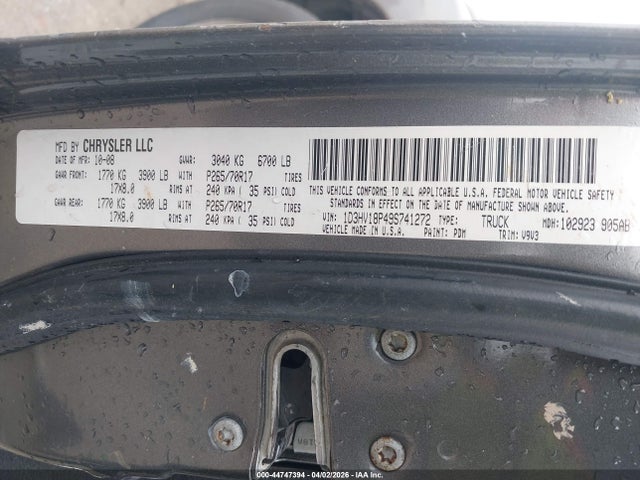 MFD BY CHRYSLER LLC
DATE OF MFR: 10-08 GVWR: 3040 KG 6700 LB
GAWR FRONT: 1770 KG 3900 LB WITH P265/70R17 TIRES
17X8.0 RIMS AT 240 KPA ( 35 PSI) COLD
GAWR REAR: 1770 KG 3900 LB WITH P265/70R17 TIRES
17X8.0 RIMS AT 240 KPA ( 35 PSI) COLD
THIS VEHICLE CONFORMS TO ALL APPLICABLE U.S.A. FEDERAL MOTOR VEHICLE SAFETY
STANDARDS IN EFFECT ON THE DATE OF MANUFACTURE SHOWN ABOVE.
VIN: 1D3HV18P49S741272 TYPE: TRUCK MDH: 102923 905AB
VEHICLE MADE IN U.S.A. PAINT: PDM TRIM: V9V3
000-44747394 - 04/02/2026 - IAAI.COM